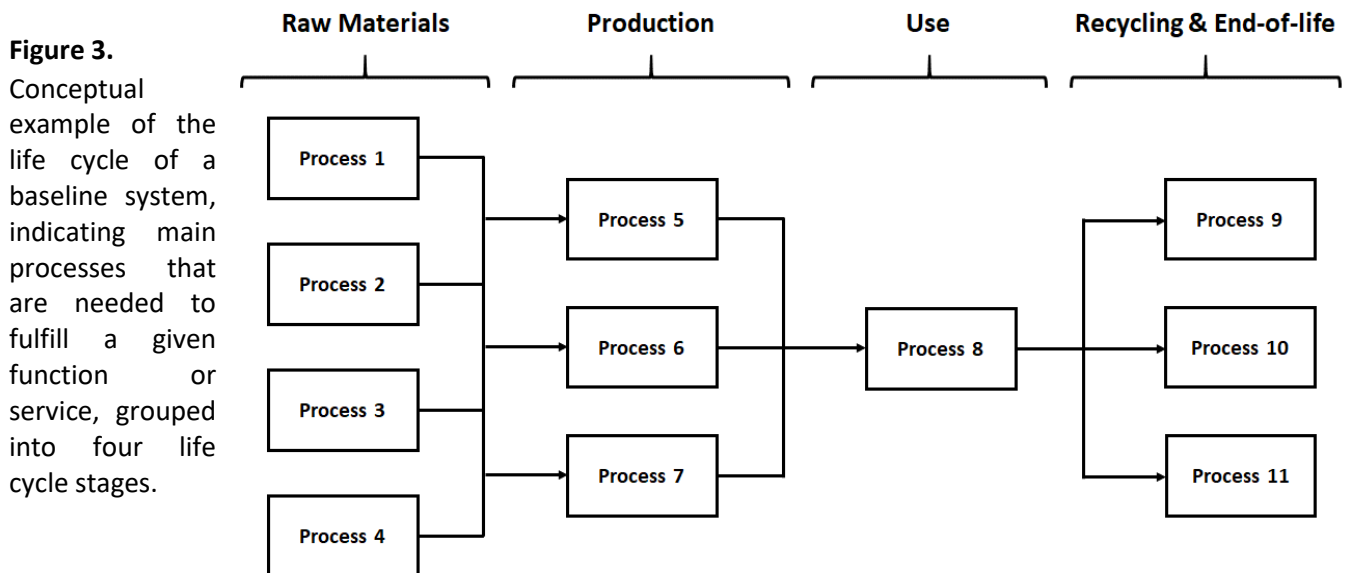 Figure 3.
Conceptual
example of the
life cycle of a
baseline system,
indicating main
processes that
are needed to
fulfill a given
function or
service, grouped
into four life
cycle stages.
Raw Materials
Production
Use
Recycling & End-of-life
Process 1
Process 2
Process 3
Process 4
Process 5
Process 6
Process 7
Process 8
Process 9
Process 10
Process 11